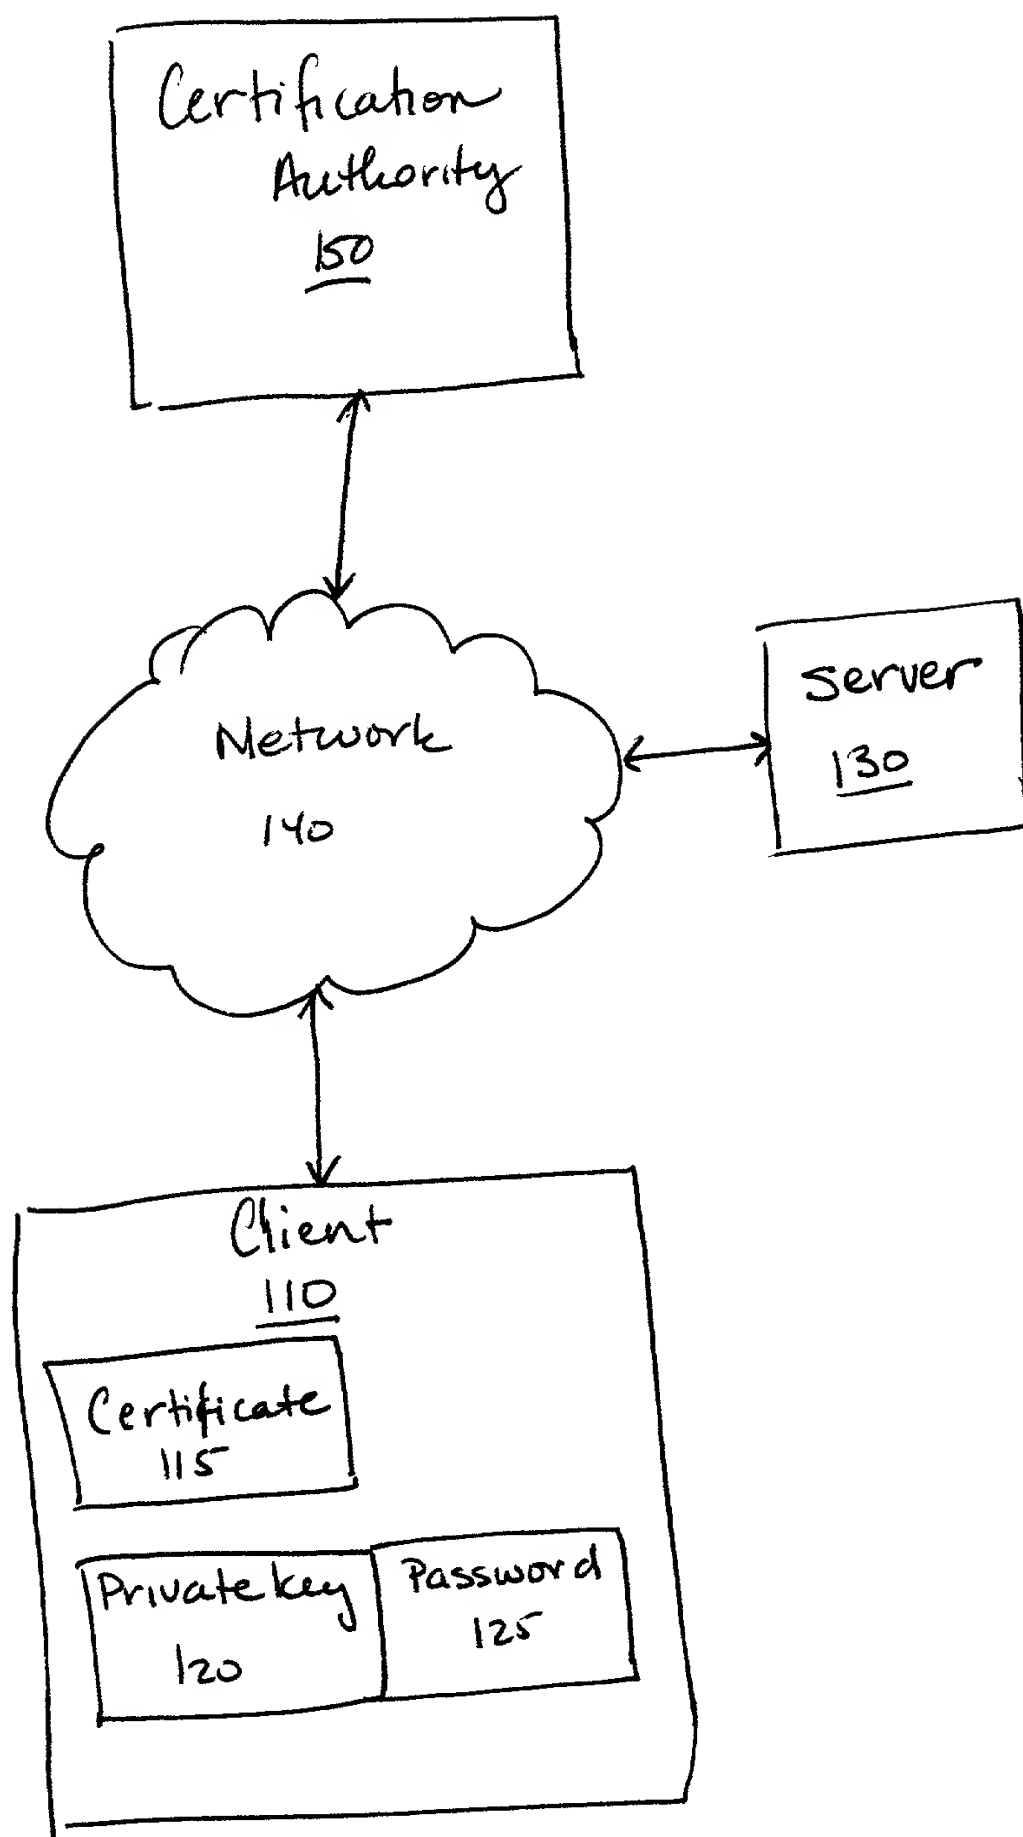 Certification
Authority
150
Network
140
Server
130
Client
110
Certificate
115
Private key
120
Password
125